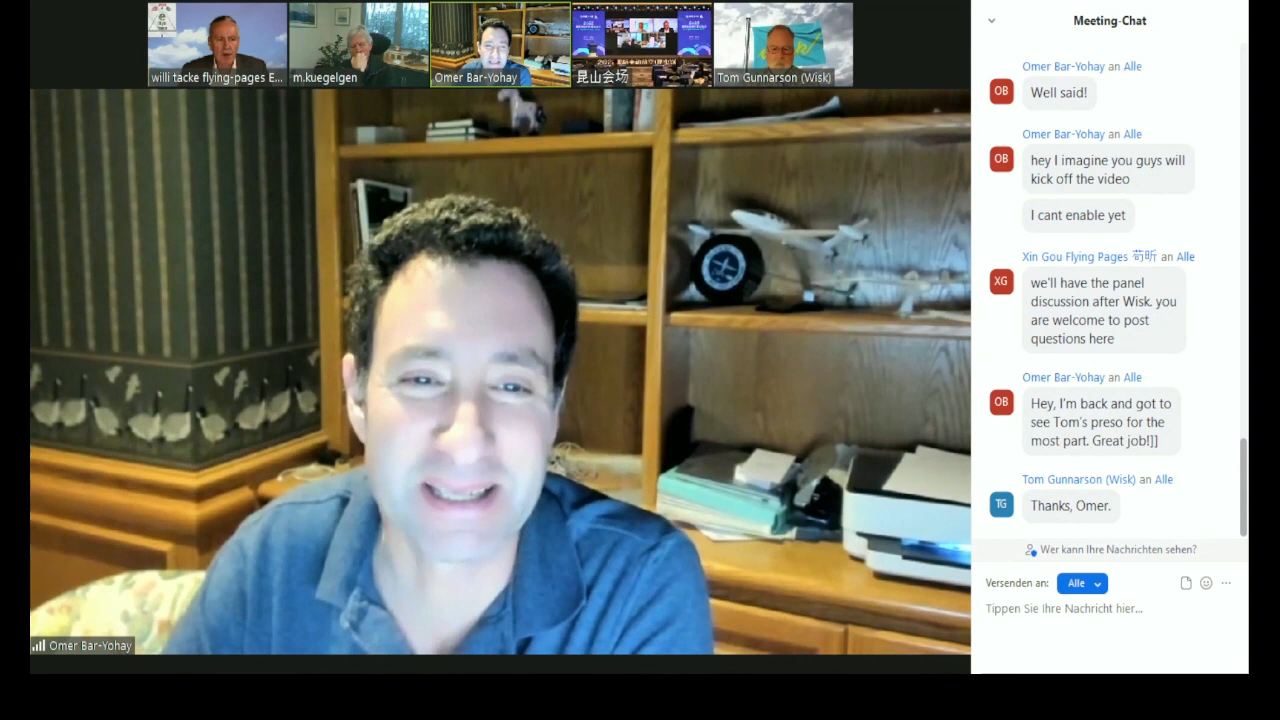 willi tacke flying-pages E...
m.kuegelgen
Omer Bar-Yohay
昆山会场
Tom Gunnarson (Wisk)
Omer Bar-Yohay
Meeting-Chat
Omer Bar-Yohay an Alle
OB
Well said!
Omer Bar-Yohay an Alle
OB
hey I imagine you guys will
kick off the video
I cant enable yet
Xin Gou Flying Pages 苟昕 an Alle
XG
we'll have the panel
discussion after Wisk. you
are welcome to post
questions here
Omer Bar-Yohay an Alle
OB
Hey, I'm back and got to
see Tom's preso for the
most part. Great job!]]
Tom Gunnarson (Wisk) an Alle
TG
Thanks, Omer.
Wer kann Ihre Nachrichten sehen?
Versenden an: Alle
Tippen Sie Ihre Nachricht hier...